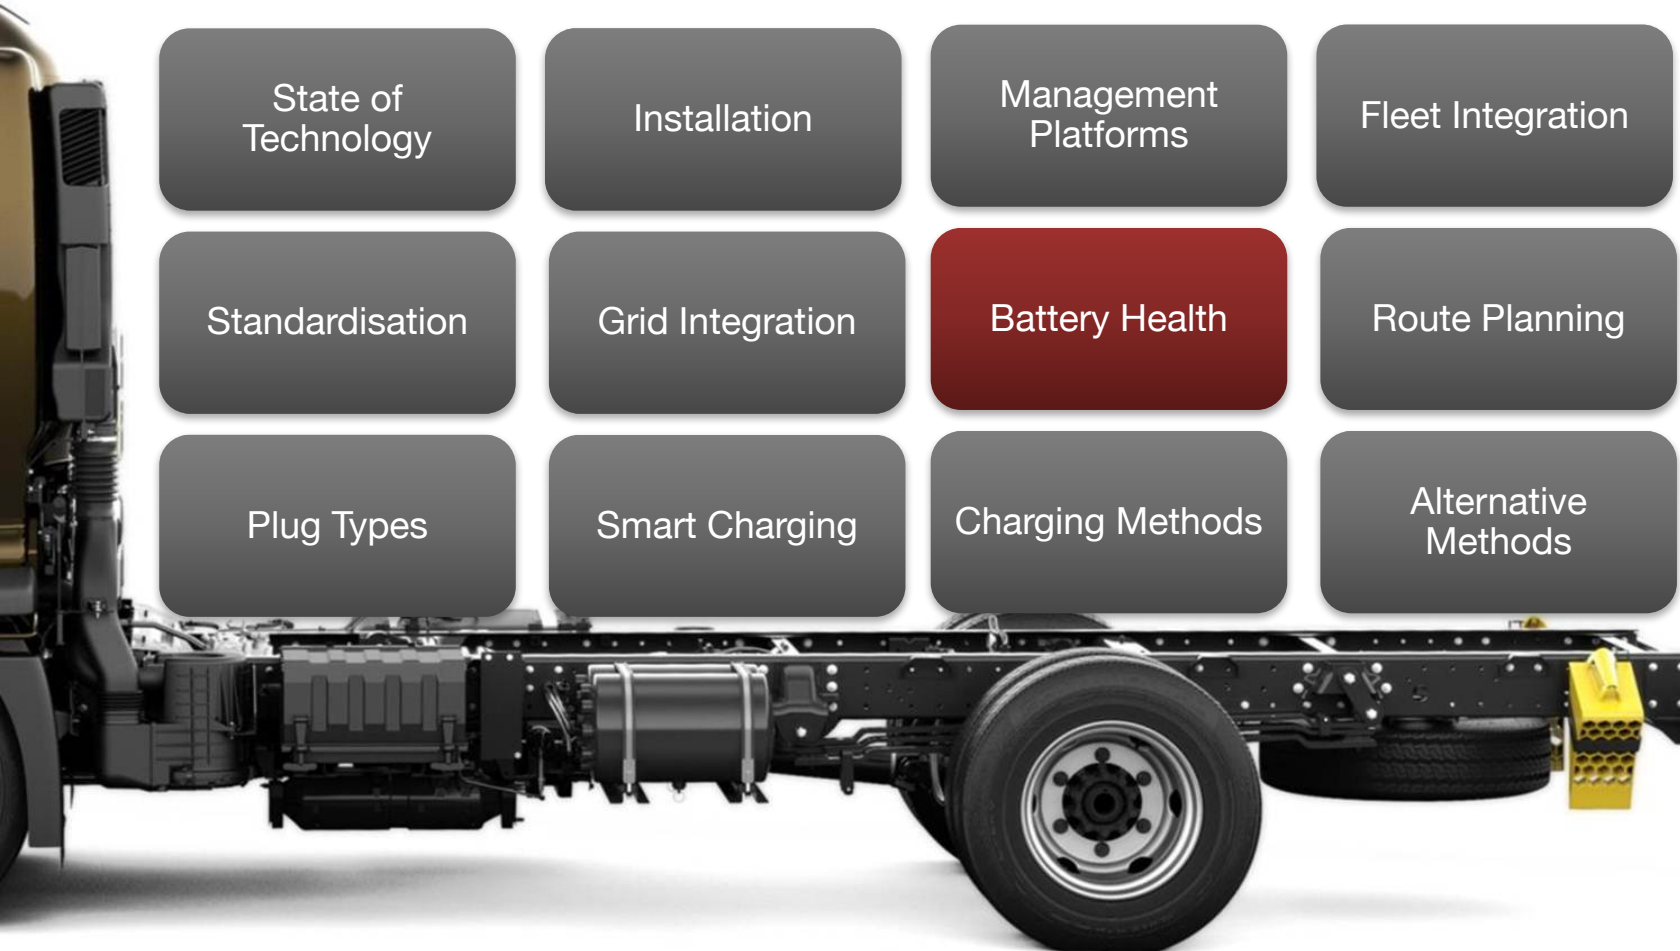 State of
Technology
Installation
Management
Platforms
Fleet Integration
Standardisation
Grid Integration
Battery Health
Route Planning
Plug Types
Smart Charging
Charging Methods
Alternative
Methods